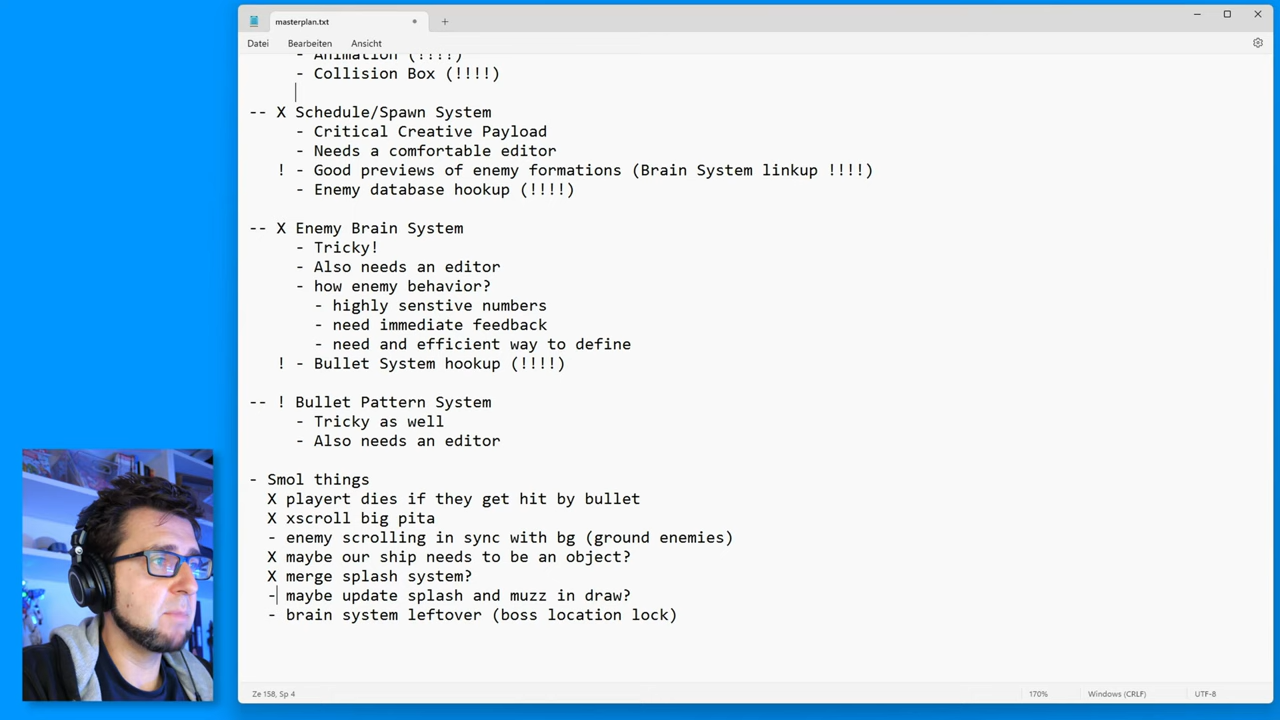 masterplan.txt
Datei Bearbeiten Ansicht
- Animation (!!!!)
- Collision Box (!!!!)
-- X Schedule/Spawn System
- Critical Creative Payload
- Needs a comfortable editor
! - Good previews of enemy formations (Brain System linkup !!!!)
- Enemy database hookup (!!!!)
-- X Enemy Brain System
- Tricky!
- Also needs an editor
- how enemy behavior?
- highly senstive numbers
- need immediate feedback
- need and efficient way to define
! - Bullet System hookup (!!!!)
-- ! Bullet Pattern System
- Tricky as well
- Also needs an editor
- Smol things
X playert dies if they get hit by bullet
X xscroll big pita
- enemy scrolling in sync with bg (ground enemies)
X maybe our ship needs to be an object?
X merge splash system?
- maybe update splash and muzz in draw?
- brain system leftover (boss location lock)
Ze 158, Sp 4 170% Windows (CRLF) UTF-8